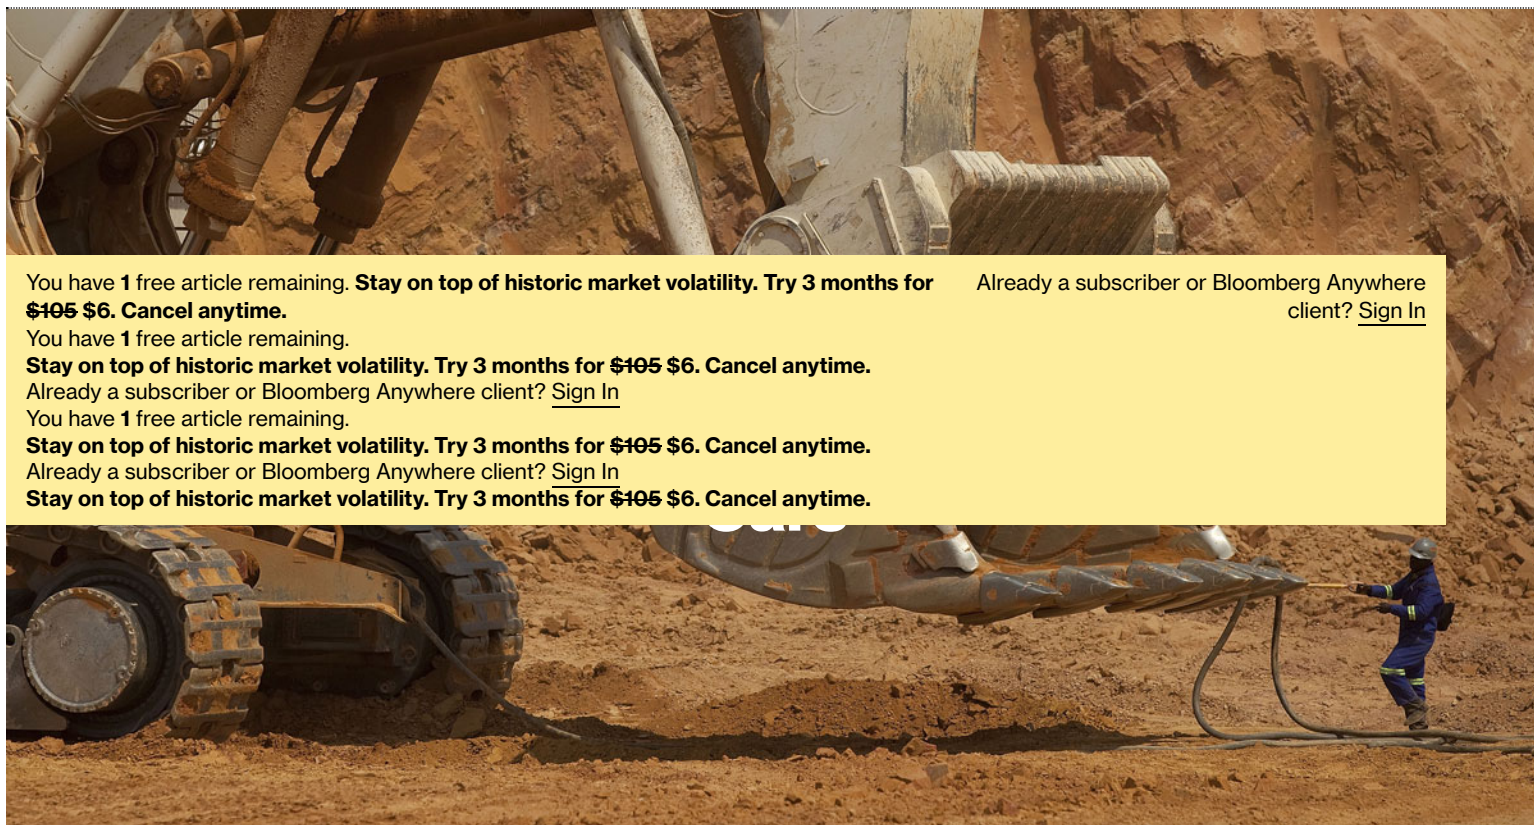 You have 1 free article remaining. Stay on top of historic market volatility. Try 3 months for
$105 $6. Cancel anytime.
Already a subscriber or Bloomberg Anywhere
client? Sign In
You have 1 free article remaining.
Stay on top of historic market volatility. Try 3 months for $105 $6. Cancel anytime.
Already a subscriber or Bloomberg Anywhere client? Sign In
You have 1 free article remaining.
Stay on top of historic market volatility. Try 3 months for $105 $6. Cancel anytime.
Already a subscriber or Bloomberg Anywhere client? Sign In
Stay on top of historic market volatility. Try 3 months for $105 $6. Cancel anytime.